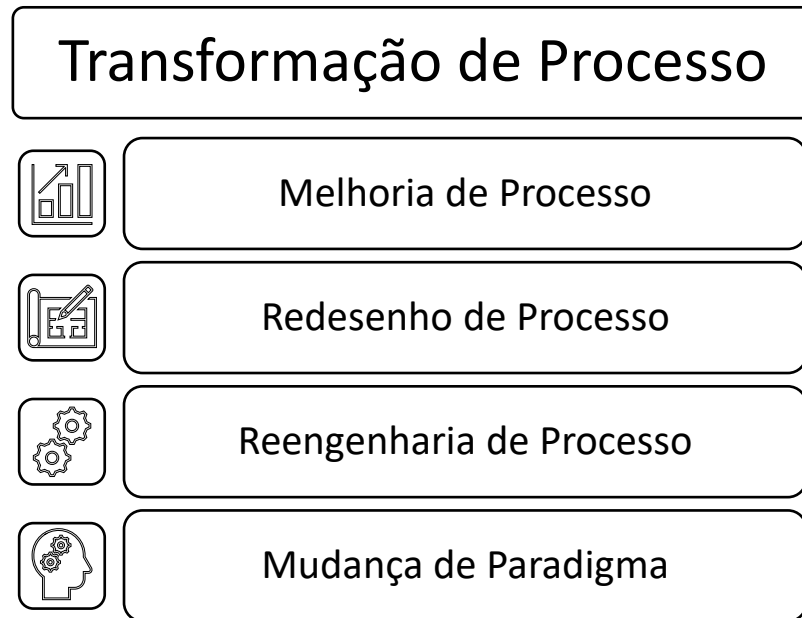 Transformação de Processo
Melhoria de Processo
Redesenho de Processo
Reengenharia de Processo
Mudança de Paradigma